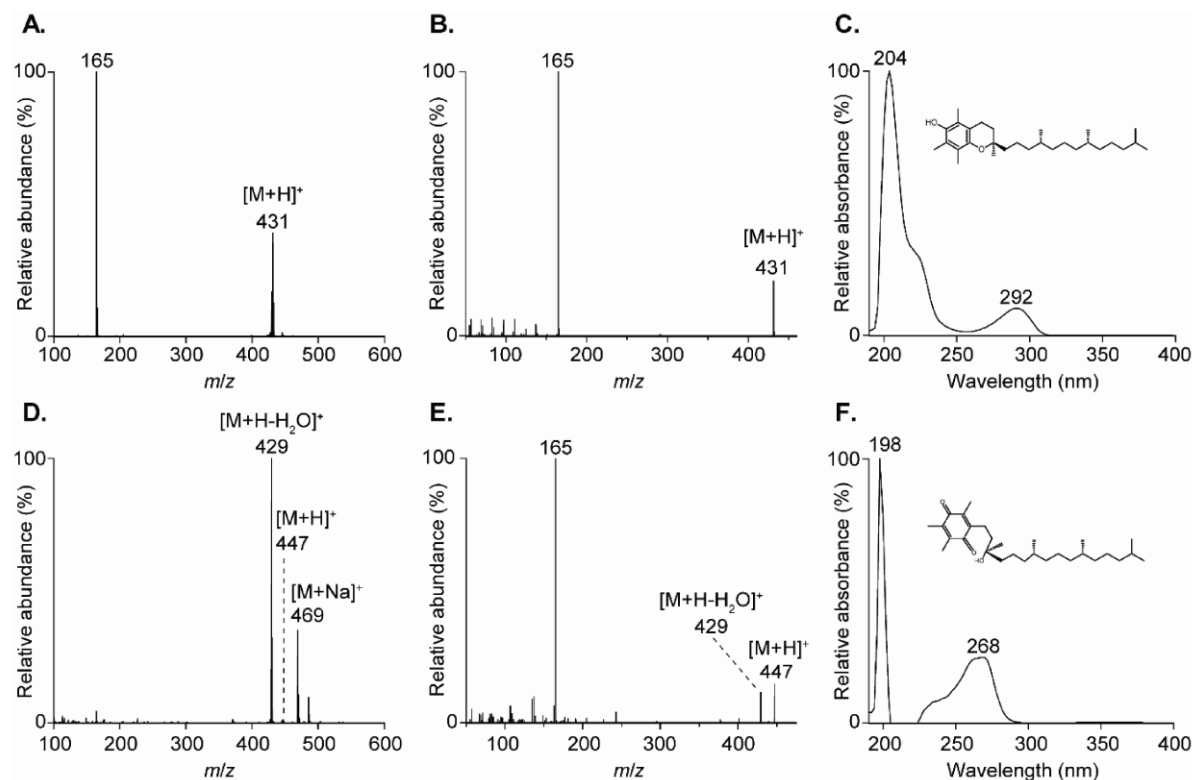 A.
Relative abundance (%)
100
0
165
[M+H]⁺
431
100 200 300 400 500 600
m/z
B.
Relative abundance (%)
100
0
165
[M+H]⁺
431
100 200 300 400
m/z
C.
Relative absorbance (%)
100
0
204
292
HO
O
200 250 300 350 400
Wavelength (nm)
D.
Relative abundance (%)
100
0
[M+H-H₂O]⁺
429
[M+H]⁺
447
[M+Na]⁺
469
100 200 300 400 500 600
m/z
E.
Relative abundance (%)
100
0
165
[M+H-H₂O]⁺
429
[M+H]⁺
447
100 200 300 400
m/z
F.
Relative absorbance (%)
100
0
198
268
O
O
HO
200 250 300 350 400
Wavelength (nm)